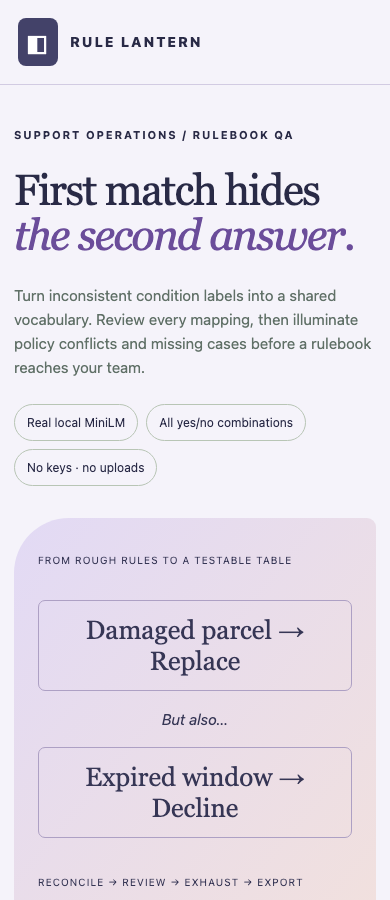 RULE LANTERN
SUPPORT OPERATIONS / RULEBOOK QA
First match hides
the second answer.
Turn inconsistent condition labels into a shared
vocabulary. Review every mapping, then illuminate
policy conflicts and missing cases before a rulebook
reaches your team.
Real local MiniLM
All yes/no combinations
No keys · no uploads
FROM ROUGH RULES TO A TESTABLE TABLE
Damaged parcel →
Replace
But also…
Expired window →
Decline
RECONCILE → REVIEW → EXHAUST → EXPORT